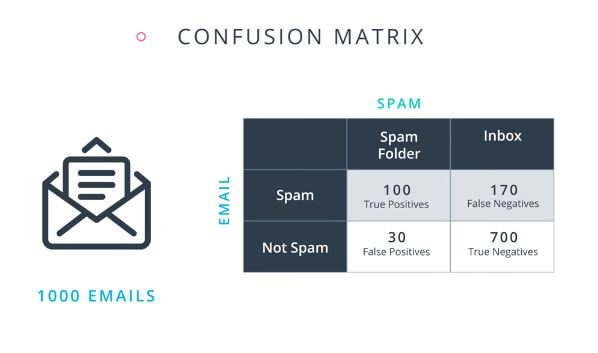 CONFUSION MATRIX
SPAM
Spam
Folder
Inbox
EMAIL
Spam
100
True Positives
170
False Negatives
Not Spam
30
False Positives
700
True Negatives
1000 EMAILS